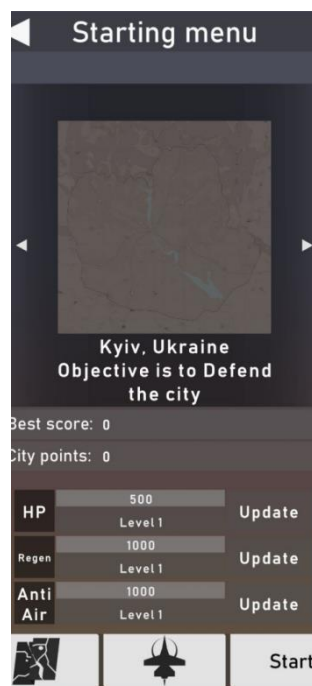 Starting menu
Kyiv, Ukraine
Objective is to Defend
the city
Best score: 0
City points: 0
HP
500
Level 1
Update
Regen
1000
Level 1
Update
Anti
Air
1000
Level 1
Update
Start